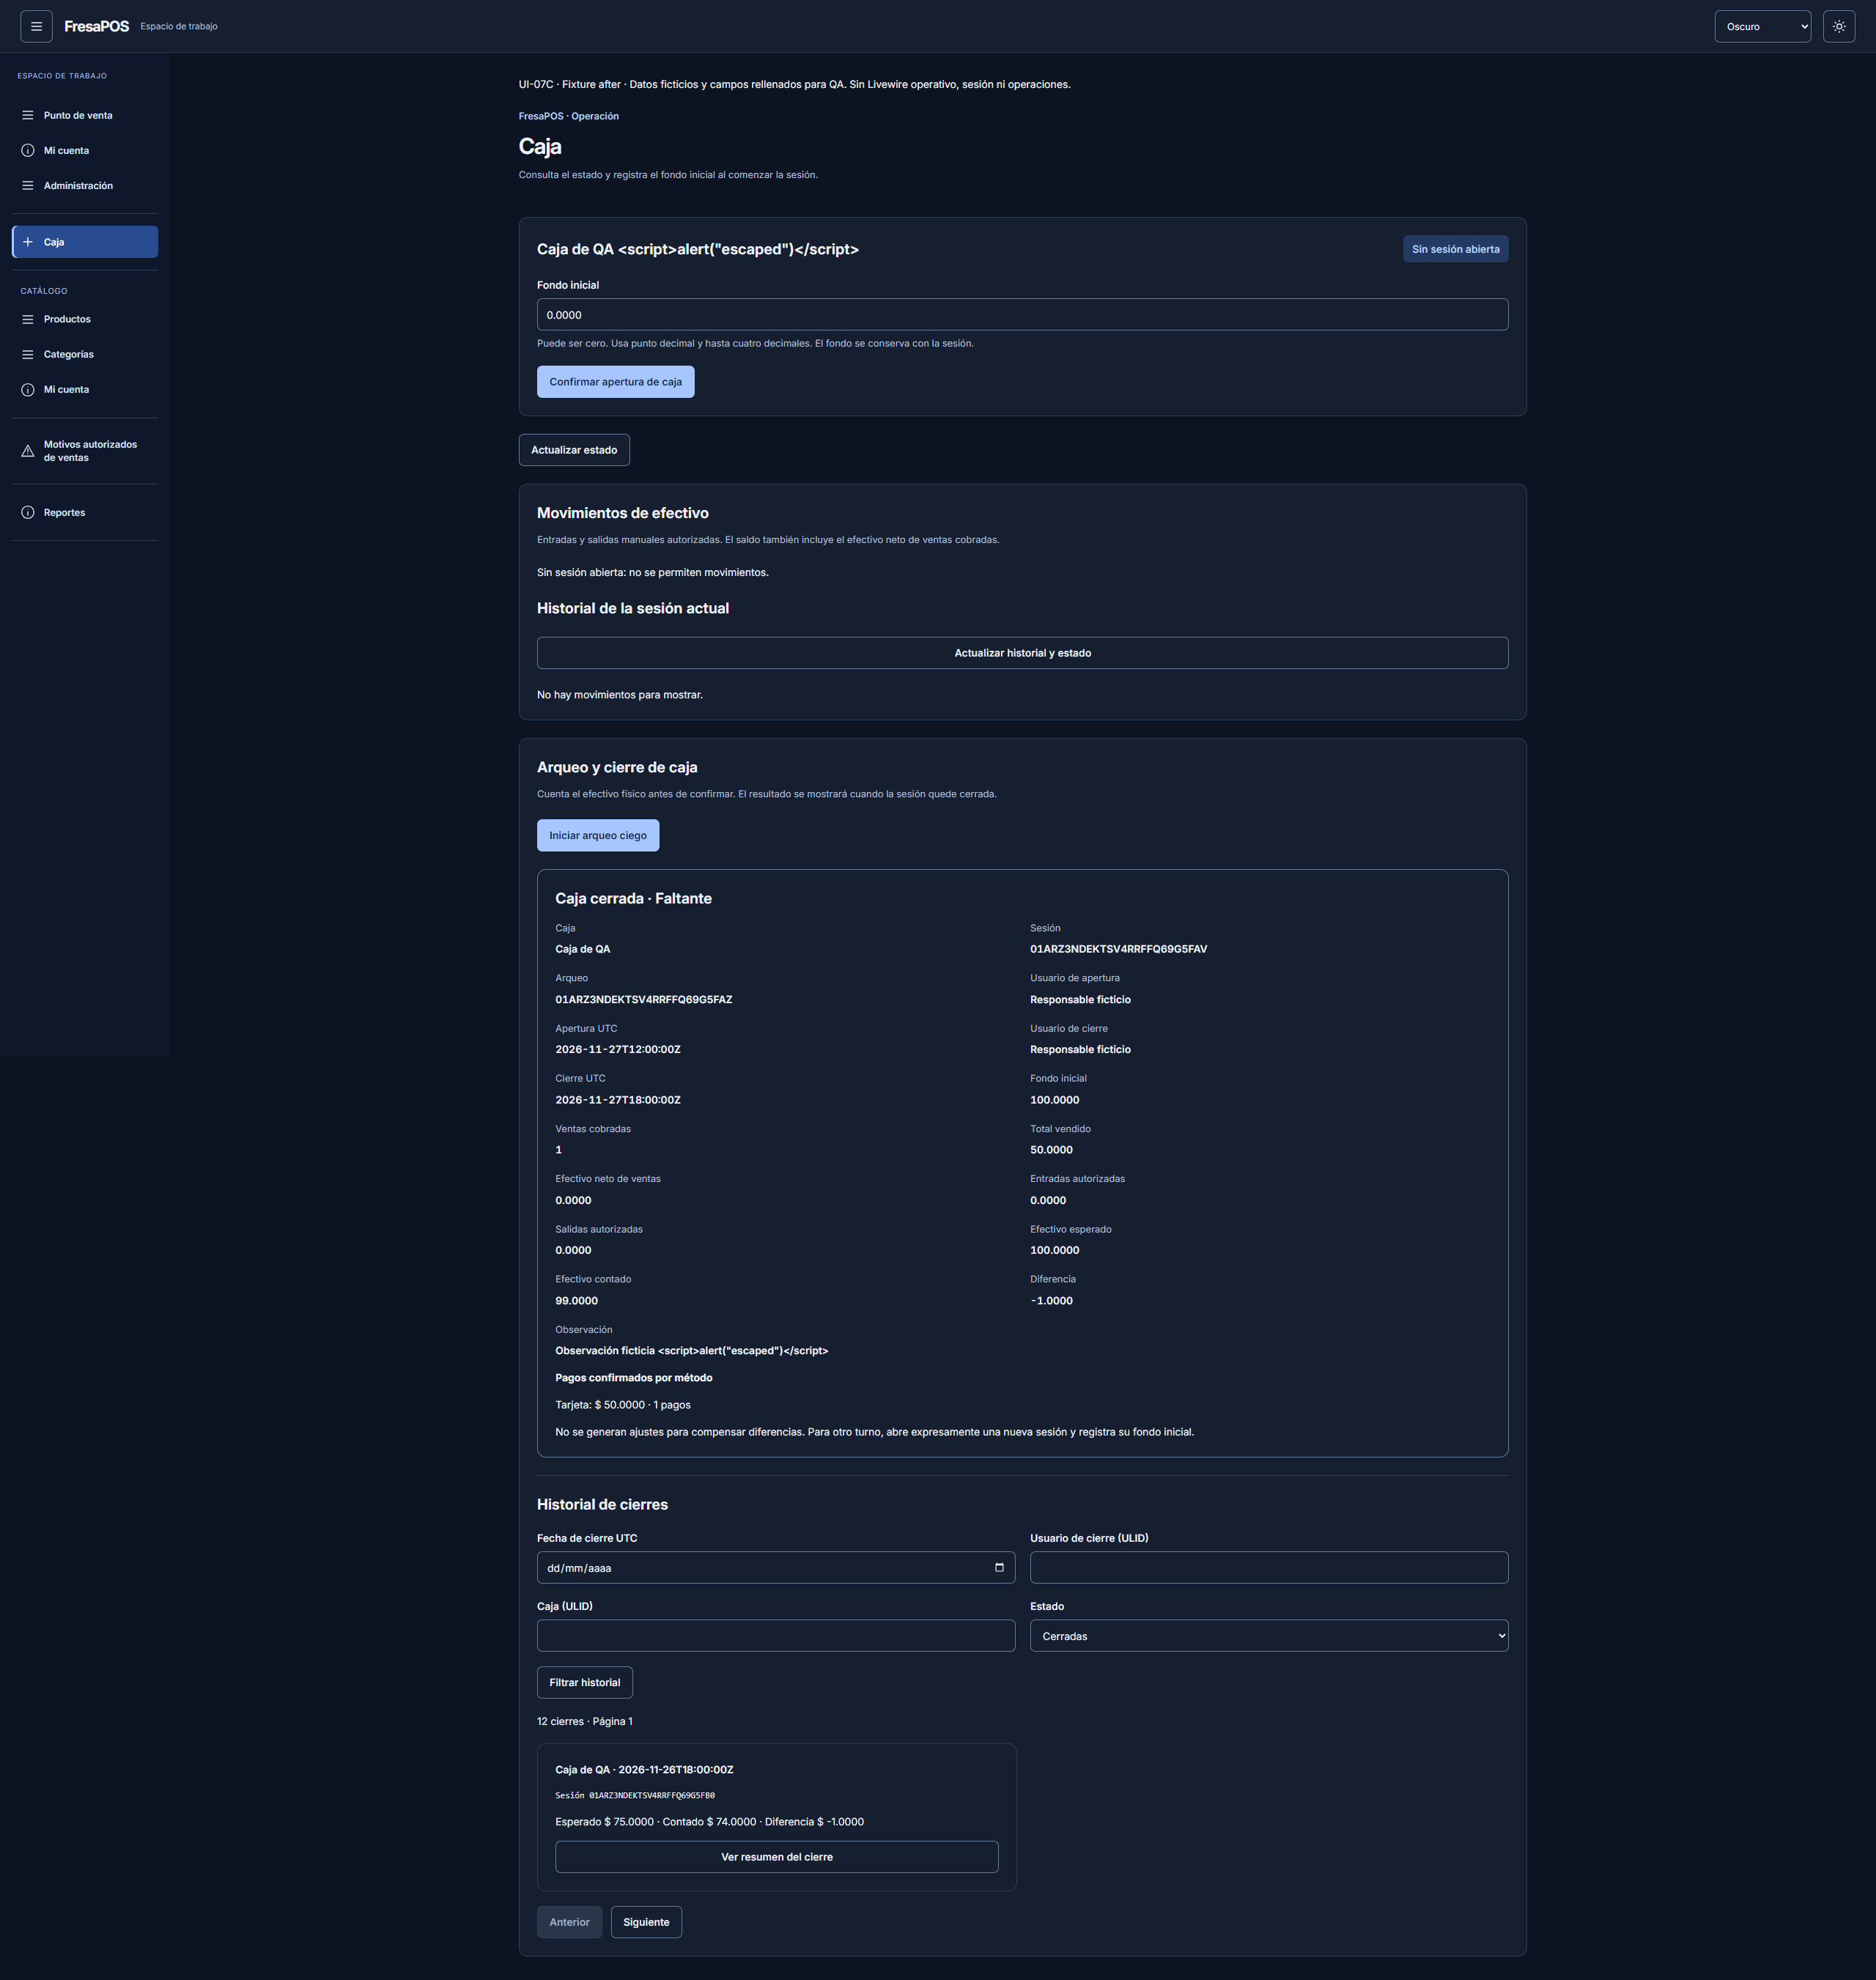 FresaPOS
Espacio de trabajo
Oscuro
ESPACIO DE TRABAJO
Punto de venta
Mi cuenta
Administración
Caja
CATÁLOGO
Productos
Categorías
Mi cuenta
Motivos autorizados
de ventas
Reportes
UI-07C · Fixture after · Datos ficticios y campos rellenados para QA. Sin Livewire operativo, sesión ni operaciones.
FresaPOS · Operación
Caja
Consulta el estado y registra el fondo inicial al comenzar la sesión.
Caja de QA <script>alert("escaped")</script>
Sin sesión abierta
Fondo inicial
0.0000
Puede ser cero. Usa punto decimal y hasta cuatro decimales. El fondo se conserva con la sesión.
Confirmar apertura de caja
Actualizar estado
Movimientos de efectivo
Entradas y salidas manuales autorizadas. El saldo también incluye el efectivo neto de ventas cobradas.
Sin sesión abierta: no se permiten movimientos.
Historial de la sesión actual
Actualizar historial y estado
No hay movimientos para mostrar.
Arqueo y cierre de caja
Cuenta el efectivo físico antes de confirmar. El resultado se mostrará cuando la sesión quede cerrada.
Iniciar arqueo ciego
Caja cerrada · Faltante
Caja
Caja de QA
Sesión
01ARZ3NDEKTSV4RRFFQ69G5FAV
Arqueo
01ARZ3NDEKTSV4RRFFQ69G5FAZ
Usuario de apertura
Responsable ficticio
Apertura UTC
2026-11-27T12:00:00Z
Usuario de cierre
Responsable ficticio
Cierre UTC
2026-11-27T18:00:00Z
Fondo inicial
100.0000
Ventas cobradas
1
Total vendido
50.0000
Efectivo neto de ventas
0.0000
Entradas autorizadas
0.0000
Salidas autorizadas
0.0000
Efectivo esperado
100.0000
Efectivo contado
99.0000
Diferencia
-1.0000
Observación
Observación ficticia <script>alert("escaped")</script>
Pagos confirmados por método
Tarjeta: $ 50.0000 · 1 pagos
No se generan ajustes para compensar diferencias. Para otro turno, abre expresamente una nueva sesión y registra su fondo inicial.
Historial de cierres
Fecha de cierre UTC
dd/mm/aaaa
Usuario de cierre (ULID)
Caja (ULID)
Estado
Cerradas
Filtrar historial
12 cierres · Página 1
Caja de QA · 2026-11-26T18:00:00Z
Sesión 01ARZ3NDEKTSV4RRFFQ69G5FB0
Esperado $ 75.0000 · Contado $ 74.0000 · Diferencia $ -1.0000
Ver resumen del cierre
Anterior
Siguiente